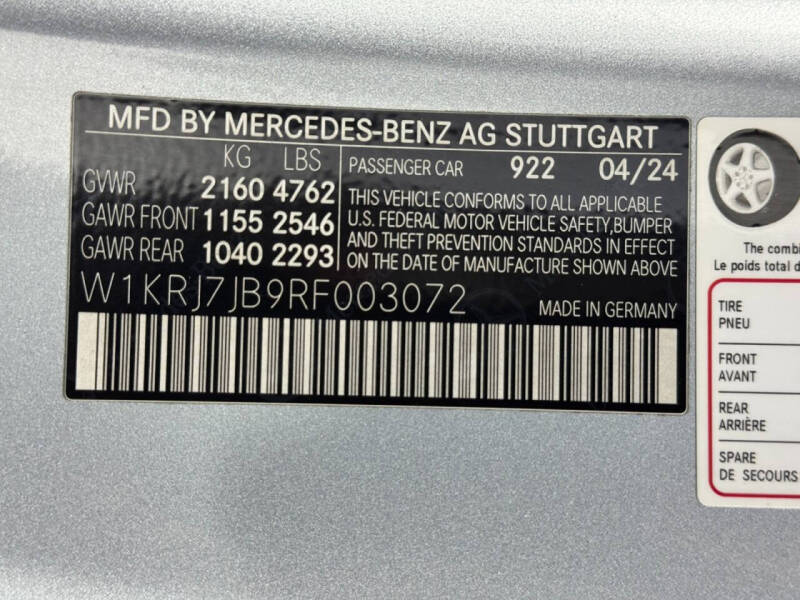 MFD BY MERCEDES-BENZ AG STUTTGART
KG LBS
GVWR 2160 4762
GAWR FRONT 1155 2546
GAWR REAR 1040 2293
PASSENGER CAR 922 04/24
THIS VEHICLE CONFORMS TO ALL APPLICABLE
U.S. FEDERAL MOTOR VEHICLE SAFETY,BUMPER
AND THEFT PREVENTION STANDARDS IN EFFECT
ON DATE OF MANUFACTURE SHOWN ABOVE
W1KRJ7JB9RF003072
MADE IN GERMANY
The combi
Le poids total d
TIRE
PNEU
FRONT
AVANT
REAR
ARRIÈRE
SPARE
DE SECOURS